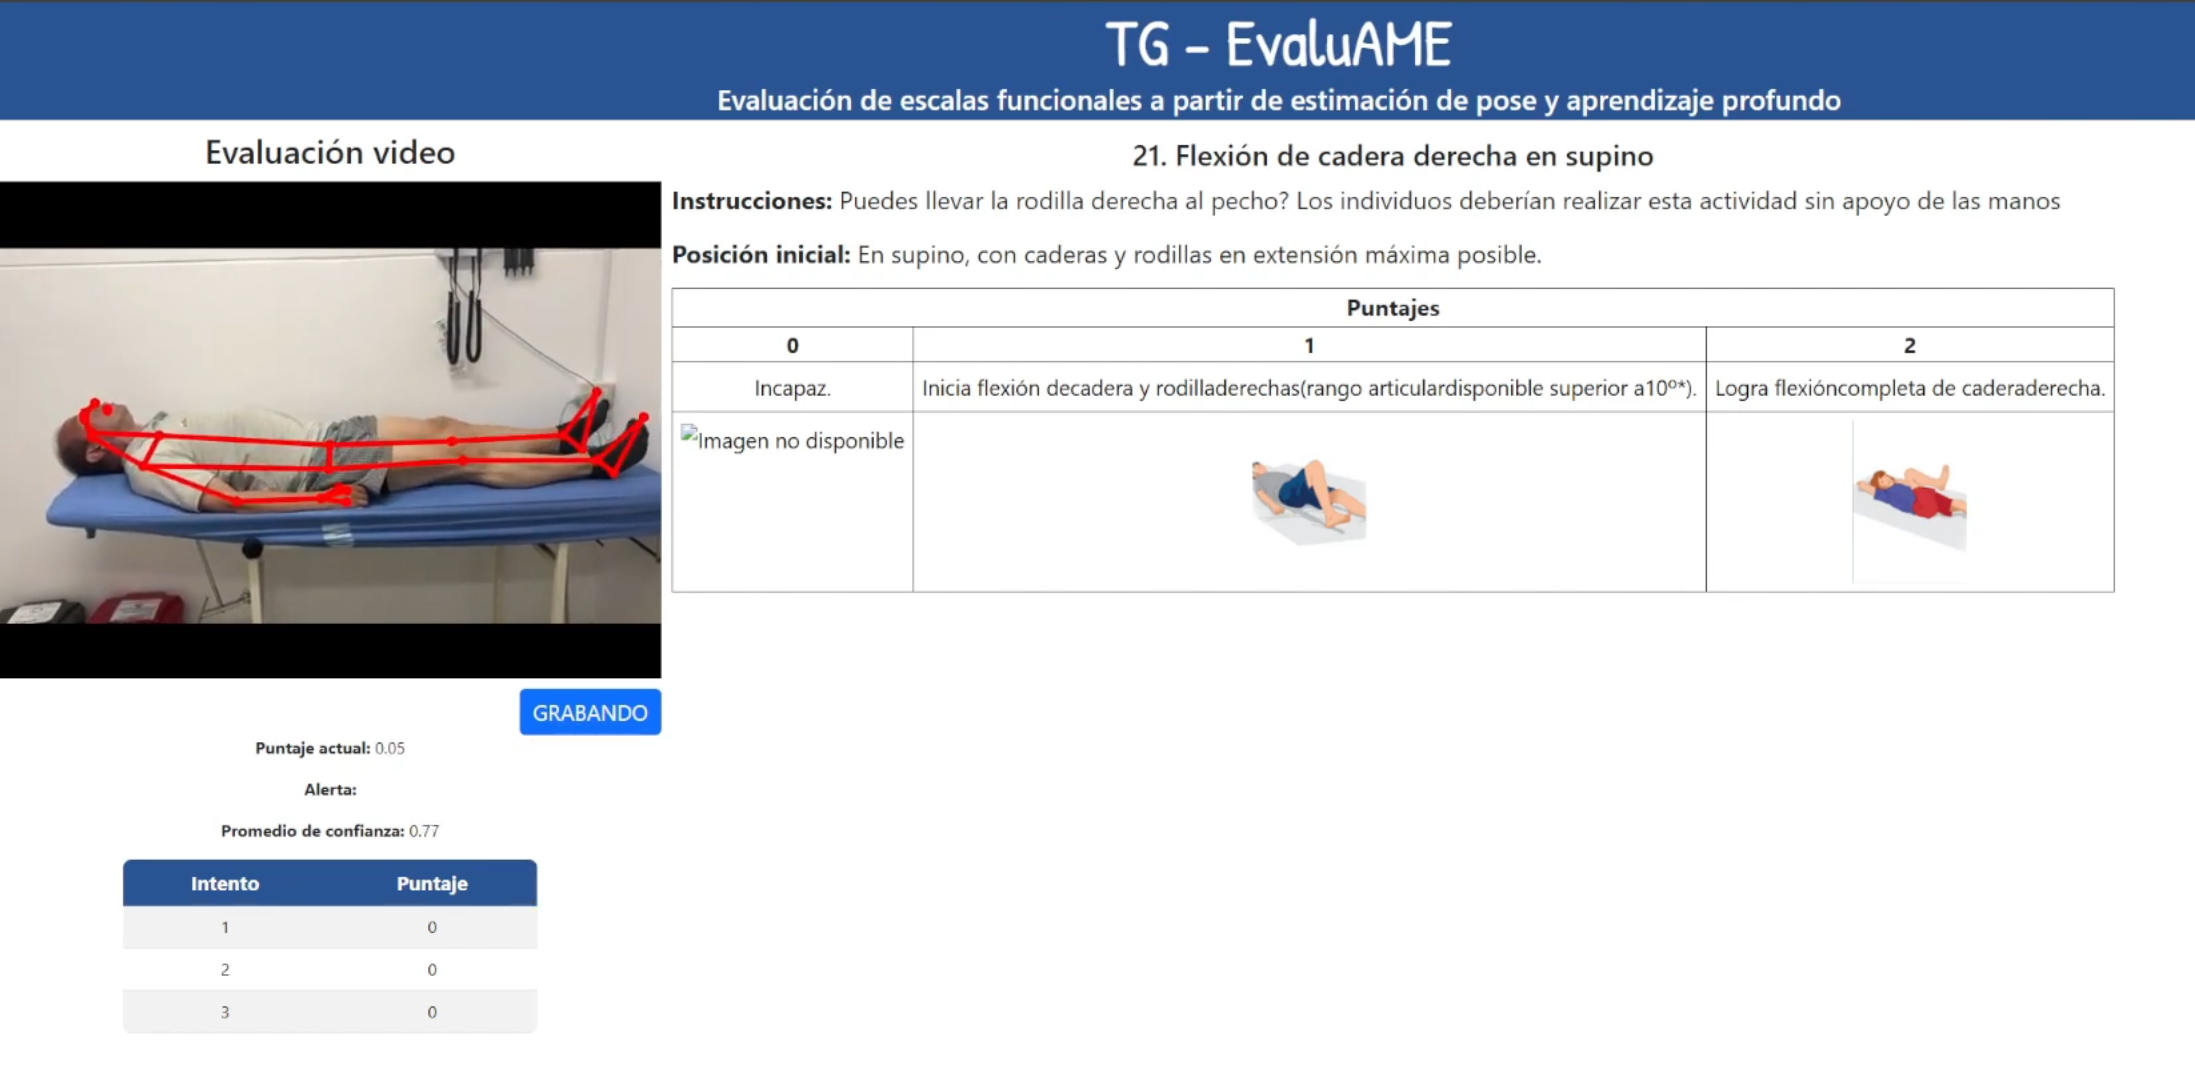 TG - EvaluAME
Evaluación de escalas funcionales a partir de estimación de pose y aprendizaje profundo
Evaluación video
GRABANDO
Puntaje actual: 0.05
Alerta:
Promedio de confianza: 0.77
Intento Puntaje
1 0
2 0
3 0
21. Flexión de cadera derecha en supino
Instrucciones: Puedes llevar la rodilla derecha al pecho? Los individuos deberían realizar esta actividad sin apoyo de las manos
Posición inicial: En supino, con caderas y rodillas en extensión máxima posible.
Puntajes
0 1 2
Incapaz. Inicia flexión decadera y rodilladerechas(rango articulardisponible superior a10º*). Logra flexióncompleta de caderaderecha.
Imagen no disponible